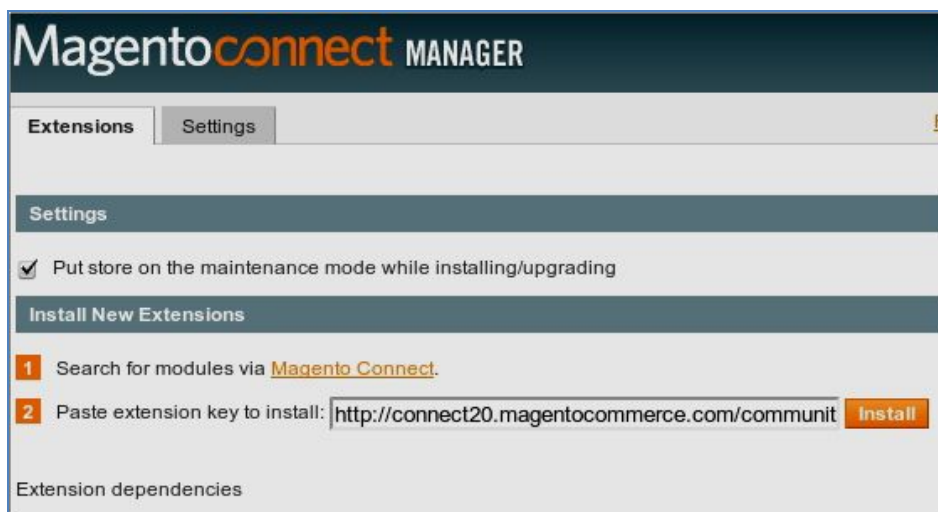 Magentoconnect MANAGER
Extensions Settings
Settings
Put store on the maintenance mode while installing/upgrading
Install New Extensions
1 Search for modules via Magento Connect.
2 Paste extension key to install: http://connect20.magentocommerce.com/communit Install
Extension dependencies